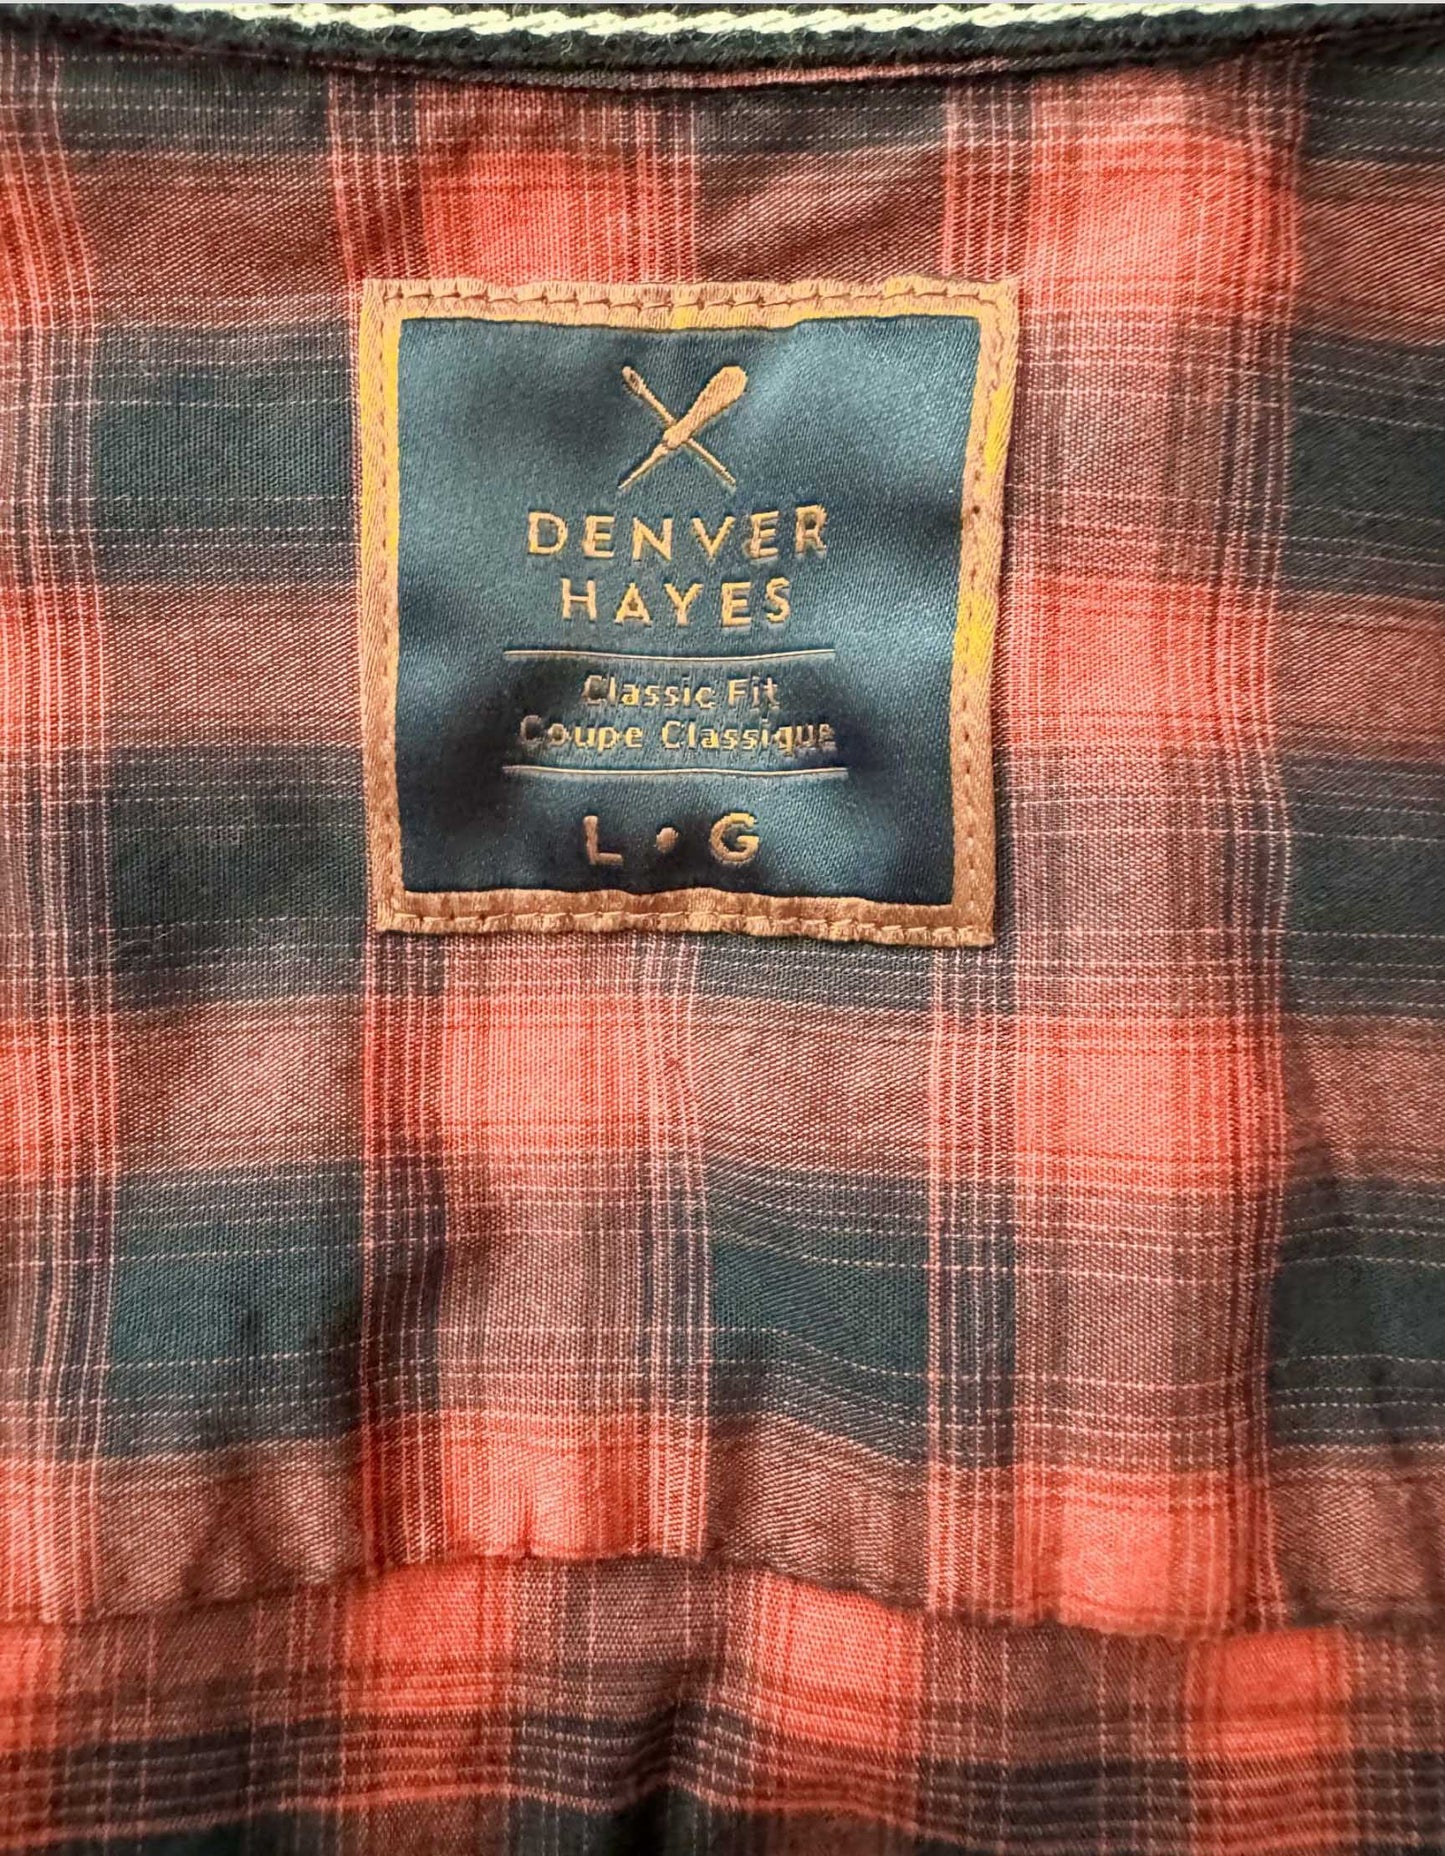 DENVER
HAYES
Classic Fit
Coupe Classique
L • G